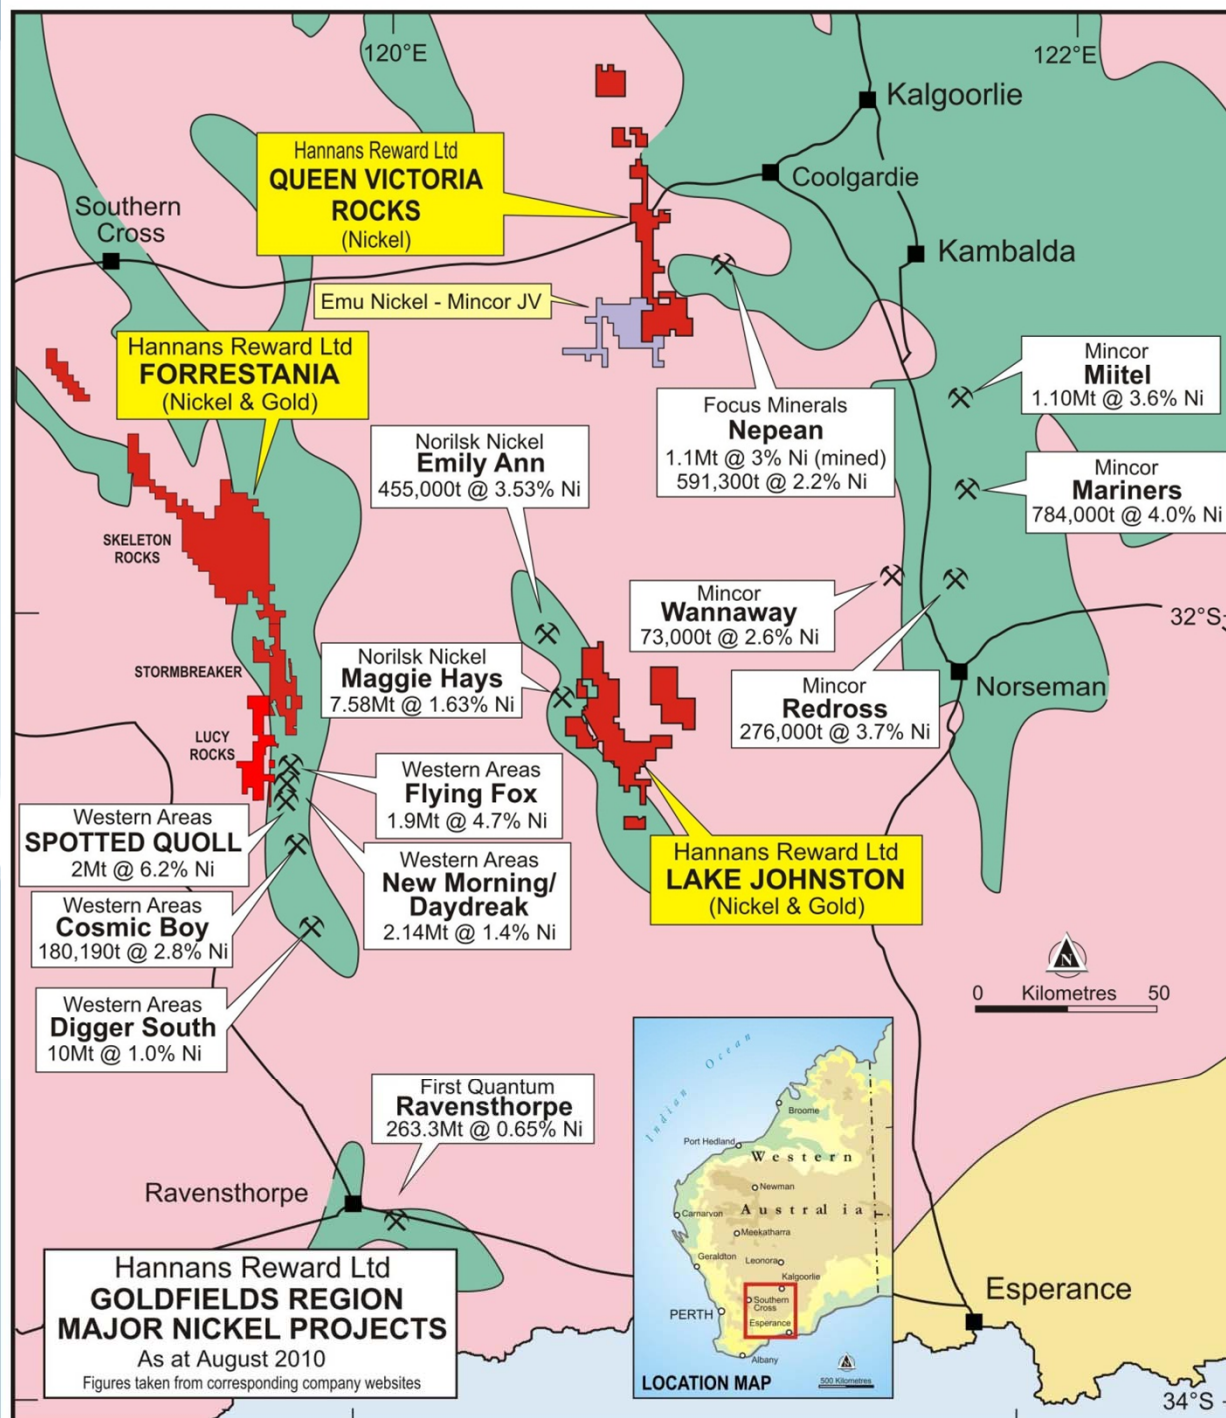 120°E
122°E
Kalgoorlie
Hannans Reward Ltd
QUEEN VICTORIA
ROCKS
(Nickel)
Coolgardie
Southern
Cross
Kambalda
Emu Nickel - Mincor JV
Hannans Reward Ltd
FORRESTANIA
(Nickel & Gold)
Mincor
Miitel
1.10Mt @ 3.6% Ni
Focus Minerals
Nepean
1.1Mt @ 3% Ni (mined)
591,300t @ 2.2% Ni
Norilsk Nickel
Emily Ann
455,000t @ 3.53% Ni
Mincor
Mariners
784,000t @ 4.0% Ni
SKELETON
ROCKS
Mincor
Wannaway
73,000t @ 2.6% Ni
32°S
STORMBREAKER
Norilsk Nickel
Maggie Hays
7.58Mt @ 1.63% Ni
Mincor
Redross
276,000t @ 3.7% Ni
Norseman
LUCY
ROCKS
Western Areas
Flying Fox
1.9Mt @ 4.7% Ni
Western Areas
SPOTTED QUOLL
2Mt @ 6.2% Ni
Western Areas
New Morning/
Daydreak
2.14Mt @ 1.4% Ni
Hannans Reward Ltd
LAKE JOHNSTON
(Nickel & Gold)
Western Areas
Cosmic Boy
180,190t @ 2.8% Ni
Western Areas
Digger South
10Mt @ 1.0% Ni
N
0 Kilometres 50
First Quantum
Ravensthorpe
263.3Mt @ 0.65% Ni
Ravensthorpe
Indian Ocean
Broome
Port Hedland
Western
Newman
Australia
Carnarvon
Meekatharra
Geraldton
Leonora
Kalgoorlie
Southern
Cross
PERTH
Esperance
Albany
N
500 Kilometres
LOCATION MAP
Esperance
34°S
Hannans Reward Ltd
GOLDFIELDS REGION
MAJOR NICKEL PROJECTS
As at August 2010
Figures taken from corresponding company websites